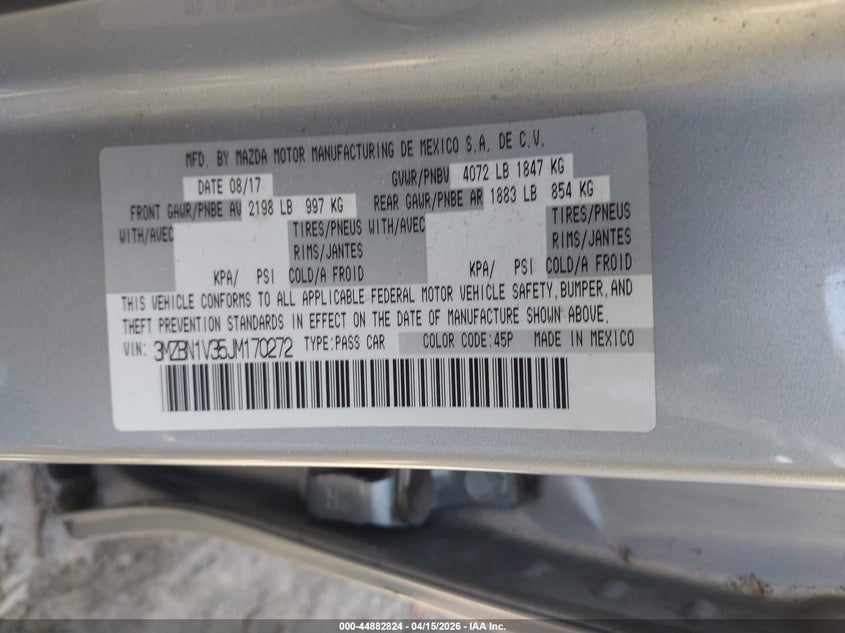 MFD. BY MAZDA MOTOR MANUFACTURING DE MEXICO S.A. DE C.V.
DATE 08/17 GVWR/PNBV 4072 LB 1847 KG
FRONT GAWR/PNBE AV 2198 LB 997 KG REAR GAWR/PNBE AR 1883 LB 854 KG
WITH/AVEC TIRES/PNEUS WITH/AVEC TIRES/PNEUS
RIMS/JANTES RIMS/JANTES
KPA/ PSI COLD/A FROID KPA/ PSI COLD/A FROID
THIS VEHICLE CONFORMS TO ALL APPLICABLE FEDERAL MOTOR VEHICLE SAFETY, BUMPER, AND
THEFT PREVENTION STANDARDS IN EFFECT ON THE DATE OF MANUFACTURE SHOWN ABOVE.
VIN: 3MZBN1V35JM170272 TYPE:PASS CAR COLOR CODE:45P MADE IN MEXICO
000-44882824 - 04/15/2026 - IAA Inc.